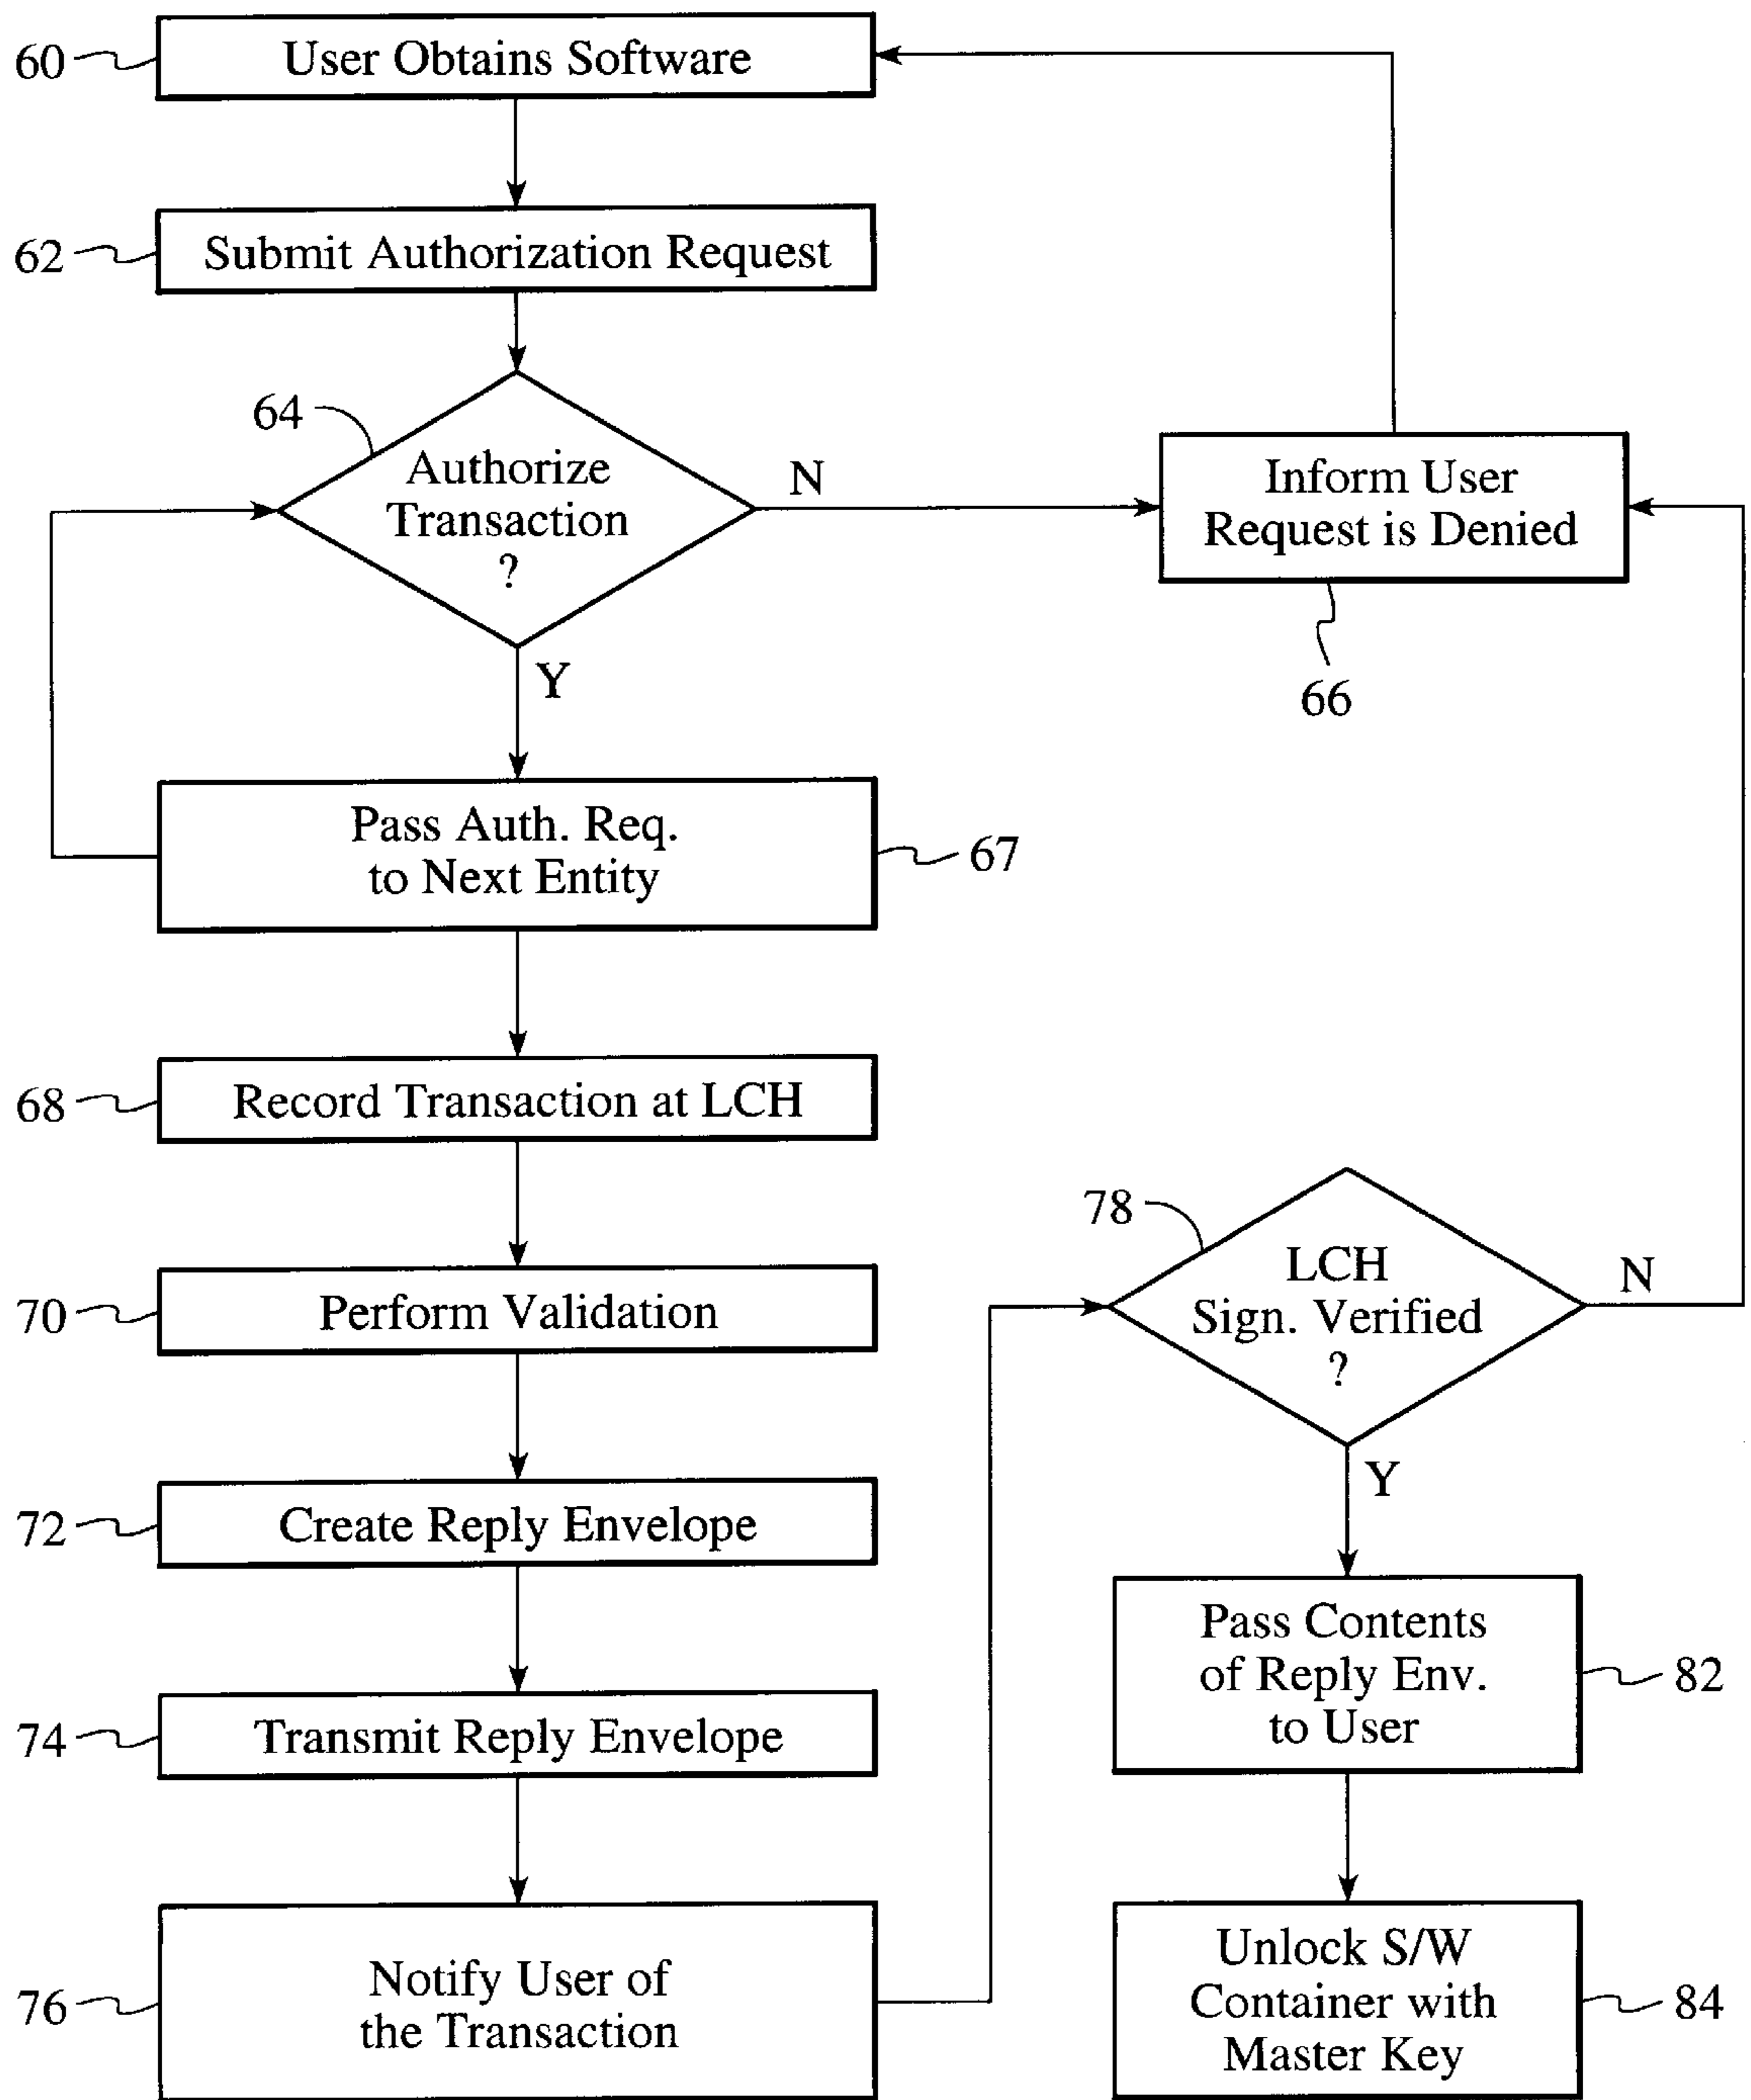 60
User Obtains Software
62
Submit Authorization Request
64
Authorize
Transaction
?
N
Inform User
Request is Denied
66
Y
Pass Auth. Req.
to Next Entity
67
68
Record Transaction at LCH
70
Perform Validation
72
Create Reply Envelope
74
Transmit Reply Envelope
76
Notify User of
the Transaction
78
LCH
Sign. Verified
?
N
Y
Pass Contents
of Reply Env.
to User
82
Unlock S/W
Container with
Master Key
84